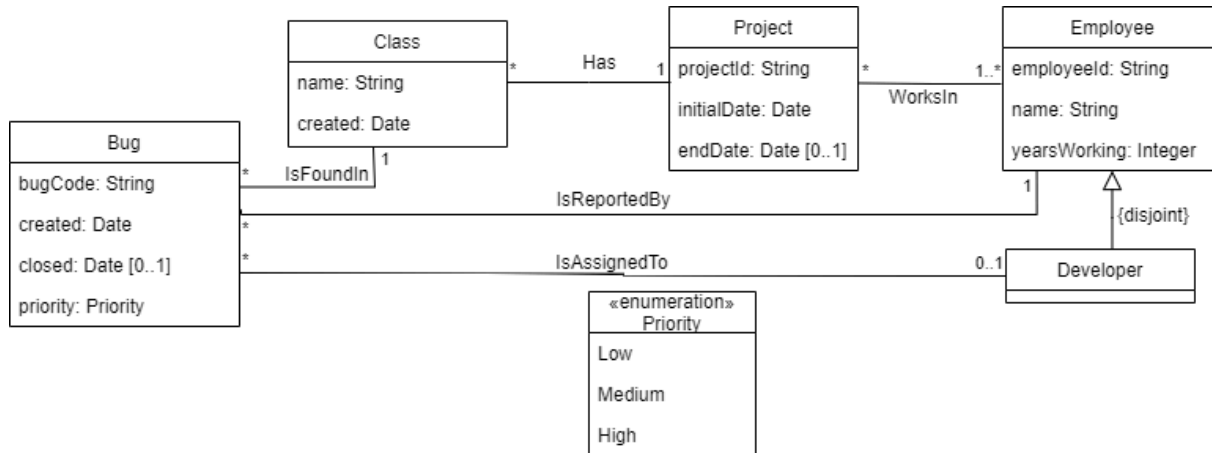 Class
name: String
created: Date
Has
*
1
Project
projectId: String
initialDate: Date
endDate: Date [0..1]
*
1..*
WorksIn
Employee
employeeId: String
name: String
yearsWorking: Integer
Bug
bugCode: String
created: Date
closed: Date [0..1]
priority: Priority
*
IsFoundIn
1
*
IsReportedBy
1
{disjoint}
*
IsAssignedTo
0..1
Developer
«enumeration»
Priority
Low
Medium
High